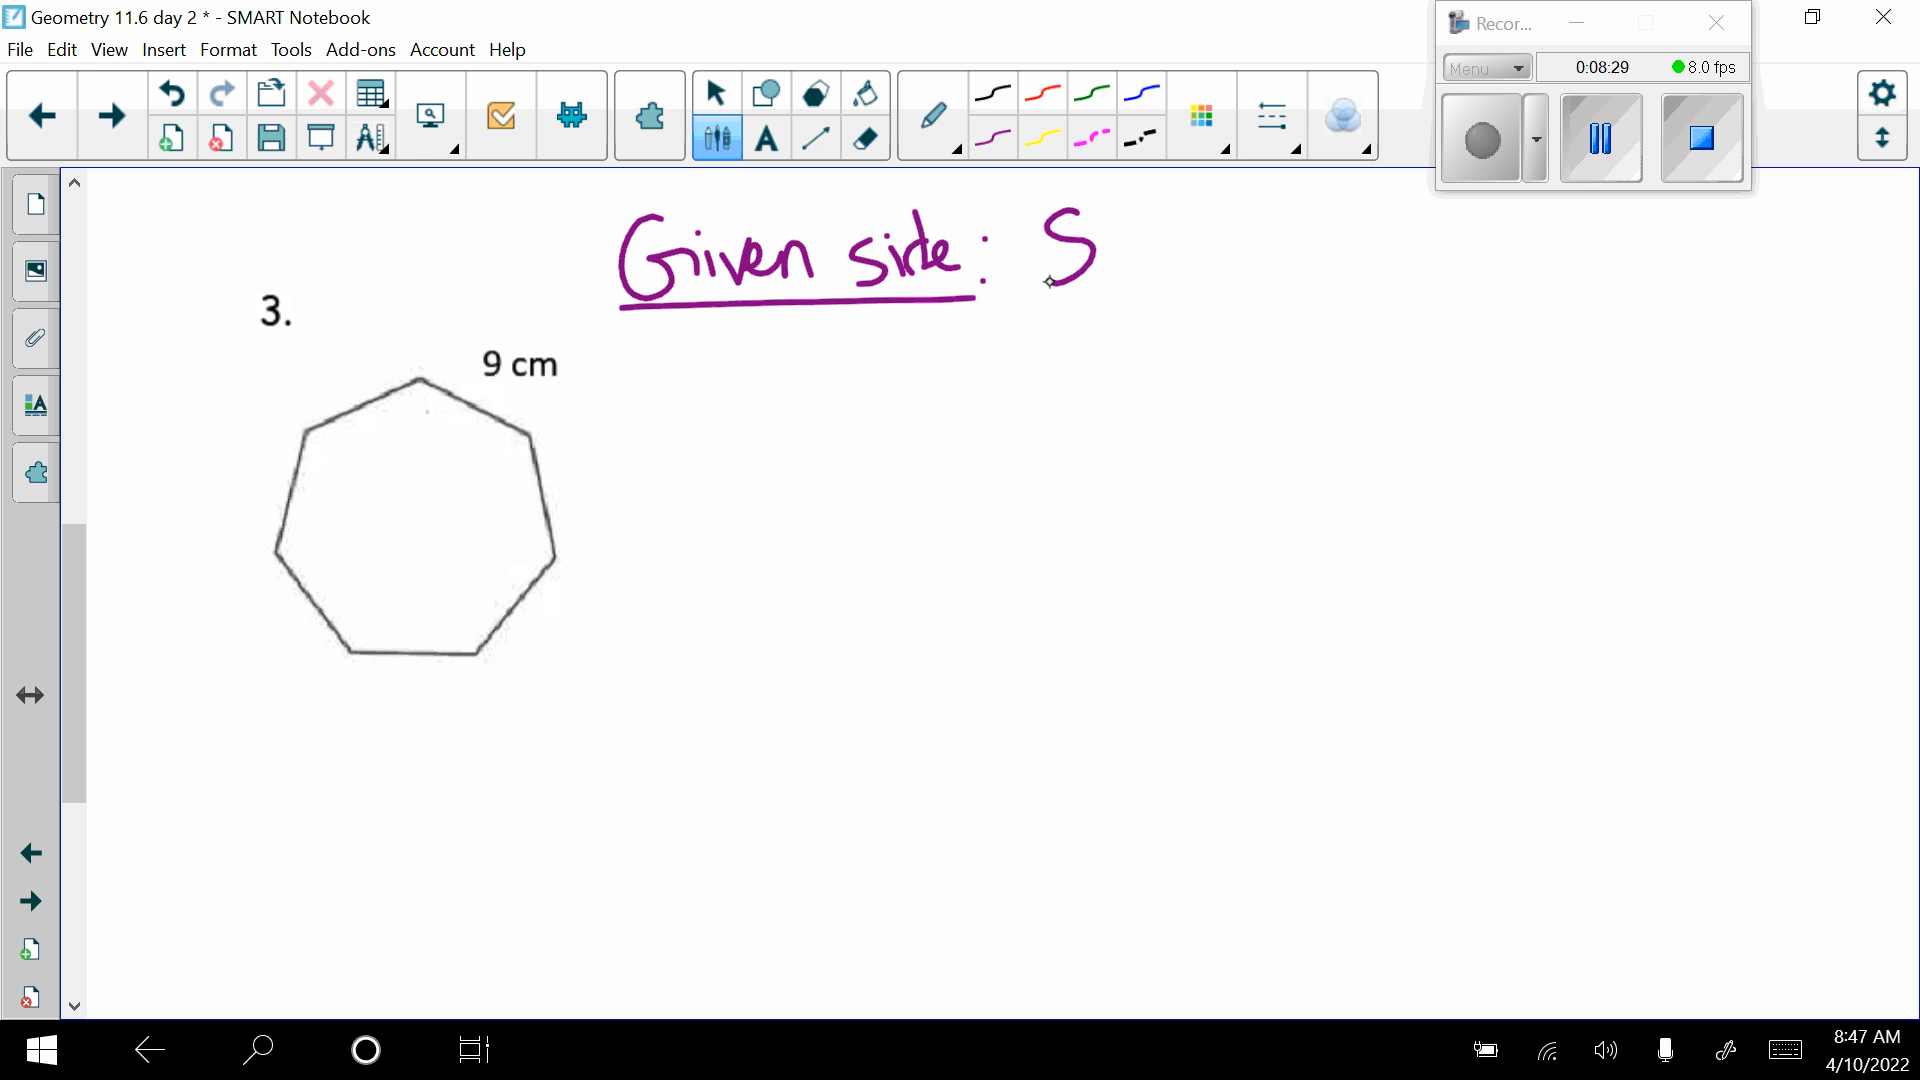 Geometry 11.6 day 2 * - SMART Notebook
File Edit View Insert Format Tools Add-ons Account Help
Recor...
Menu
0:08:29
8.0 fps
Given side: S
3.
9 cm
8:47 AM
4/10/2022